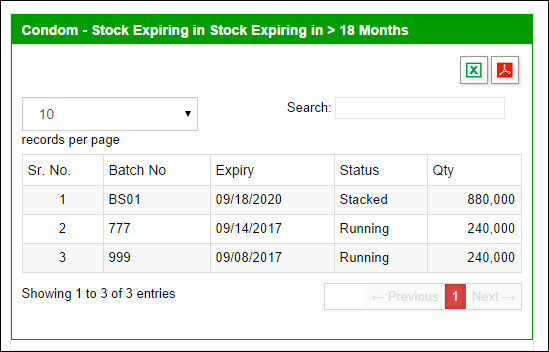 Condom - Stock Expiring in Stock Expiring in > 18 Months
10
Search:
records per page
Sr. No. Batch No Expiry Status Qty
1 BS01 09/18/2020 Stacked 880,000
2 777 09/14/2017 Running 240,000
3 999 09/08/2017 Running 240,000
Showing 1 to 3 of 3 entries
← Previous 1 Next →